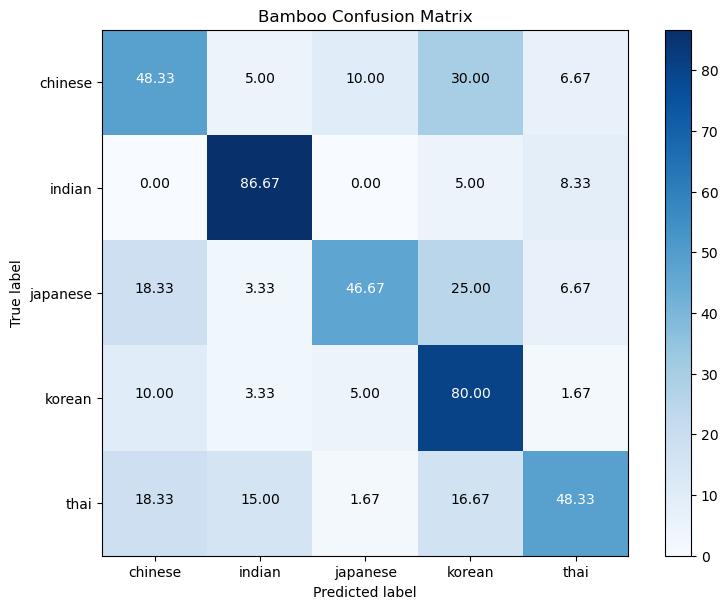 Bamboo Confusion Matrix
chinese 48.33 5.00 10.00 30.00 6.67
indian 0.00 86.67 0.00 5.00 8.33
japanese 18.33 3.33 46.67 25.00 6.67
korean 10.00 3.33 5.00 80.00 1.67
thai 18.33 15.00 1.67 16.67 48.33
chinese indian japanese korean thai
Predicted label
True label
80
70
60
50
40
30
20
10
0